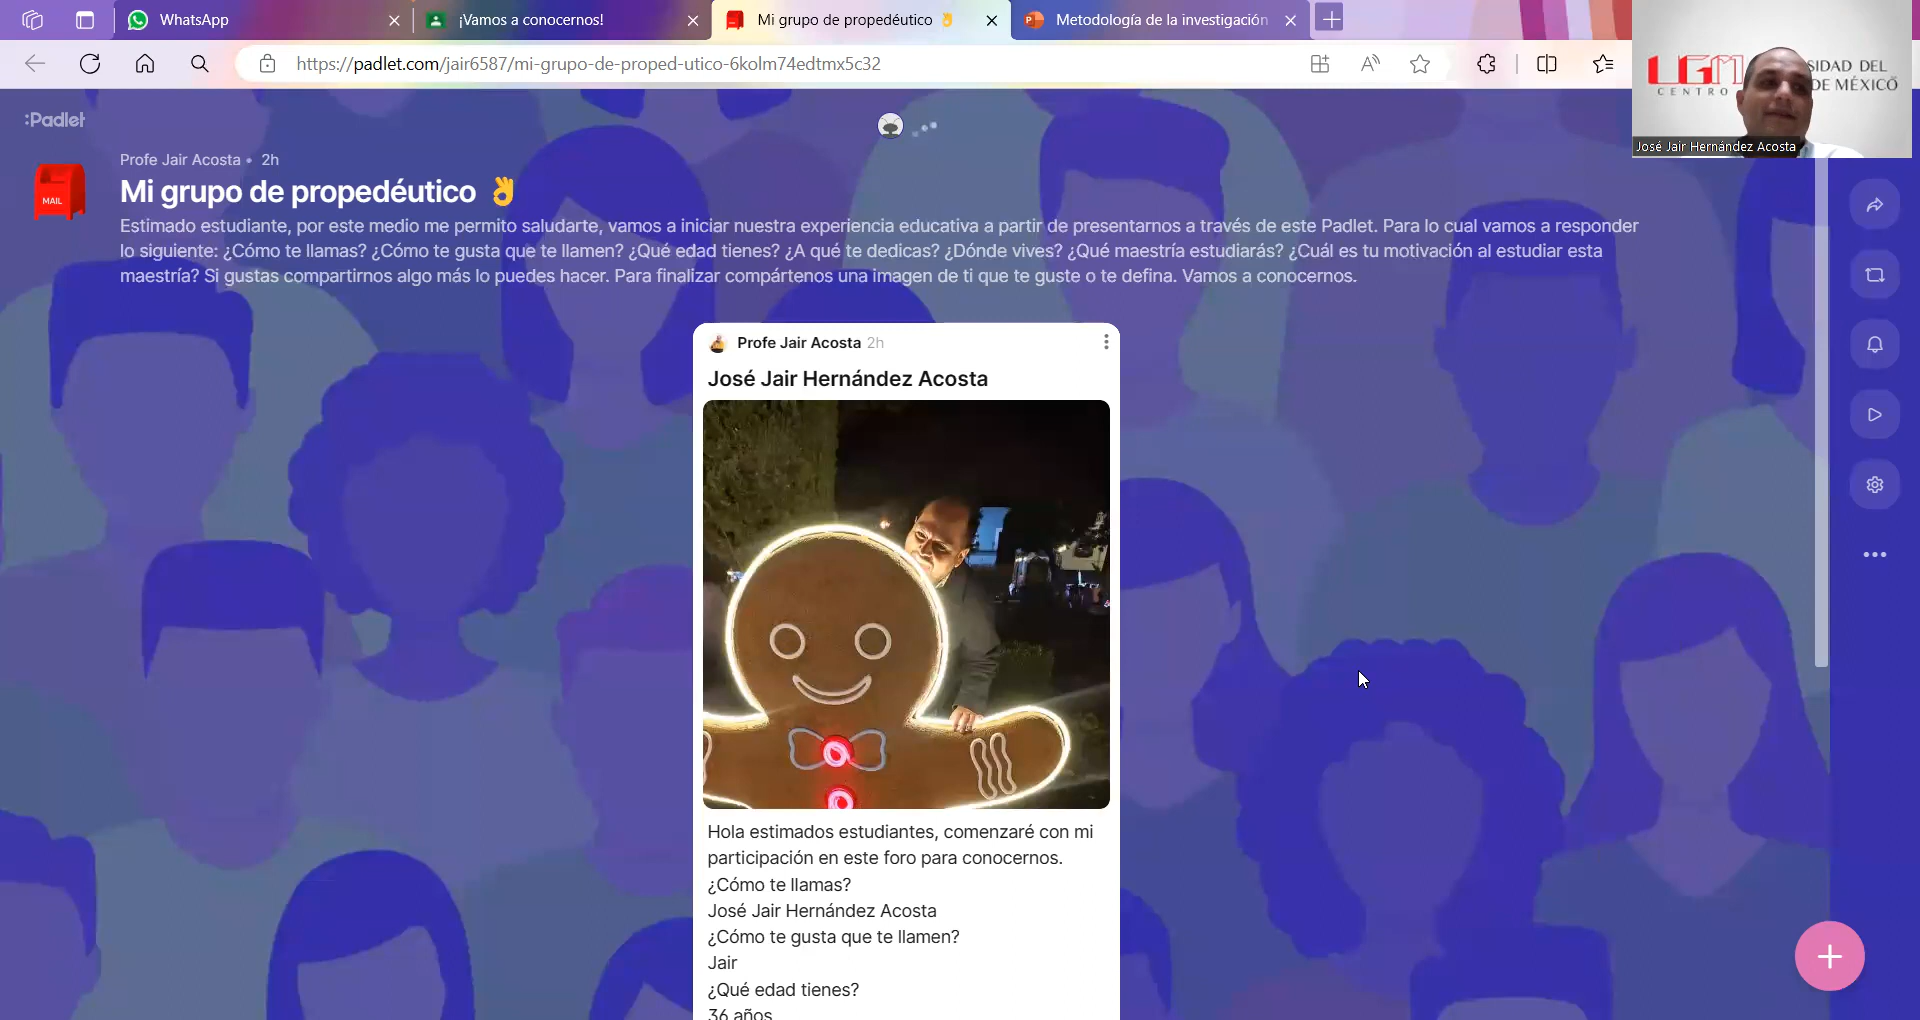 WhatsApp
¡Vamos a conocernos!
Mi grupo de propedéutico 👌
Metodología de la investigación
https://padlet.com/jair6587/mi-grupo-de-proped-utico-6kolm74edtmx5c32
UGM
CENTRO
SIDAD DEL
DE MÉXICO
José Jair Hernández Acosta
:Padlet
Profe Jair Acosta • 2h
MAIL
Mi grupo de propedéutico 👌
Estimado estudiante, por este medio me permito saludarte, vamos a iniciar nuestra experiencia educativa a partir de presentarnos a través de este Padlet. Para lo cual vamos a responder
lo siguiente: ¿Cómo te llamas? ¿Cómo te gusta que te llamen? ¿Qué edad tienes? ¿A qué te dedicas? ¿Dónde vives? ¿Qué maestría estudiarás? ¿Cuál es tu motivación al estudiar esta
maestría? Si gustas compartirnos algo más lo puedes hacer. Para finalizar compártenos una imagen de ti que te guste o te defina. Vamos a conocernos.
Profe Jair Acosta 2h
José Jair Hernández Acosta
Hola estimados estudiantes, comenzaré con mi
participación en este foro para conocernos.
¿Cómo te llamas?
José Jair Hernández Acosta
¿Cómo te gusta que te llamen?
Jair
¿Qué edad tienes?
36 años